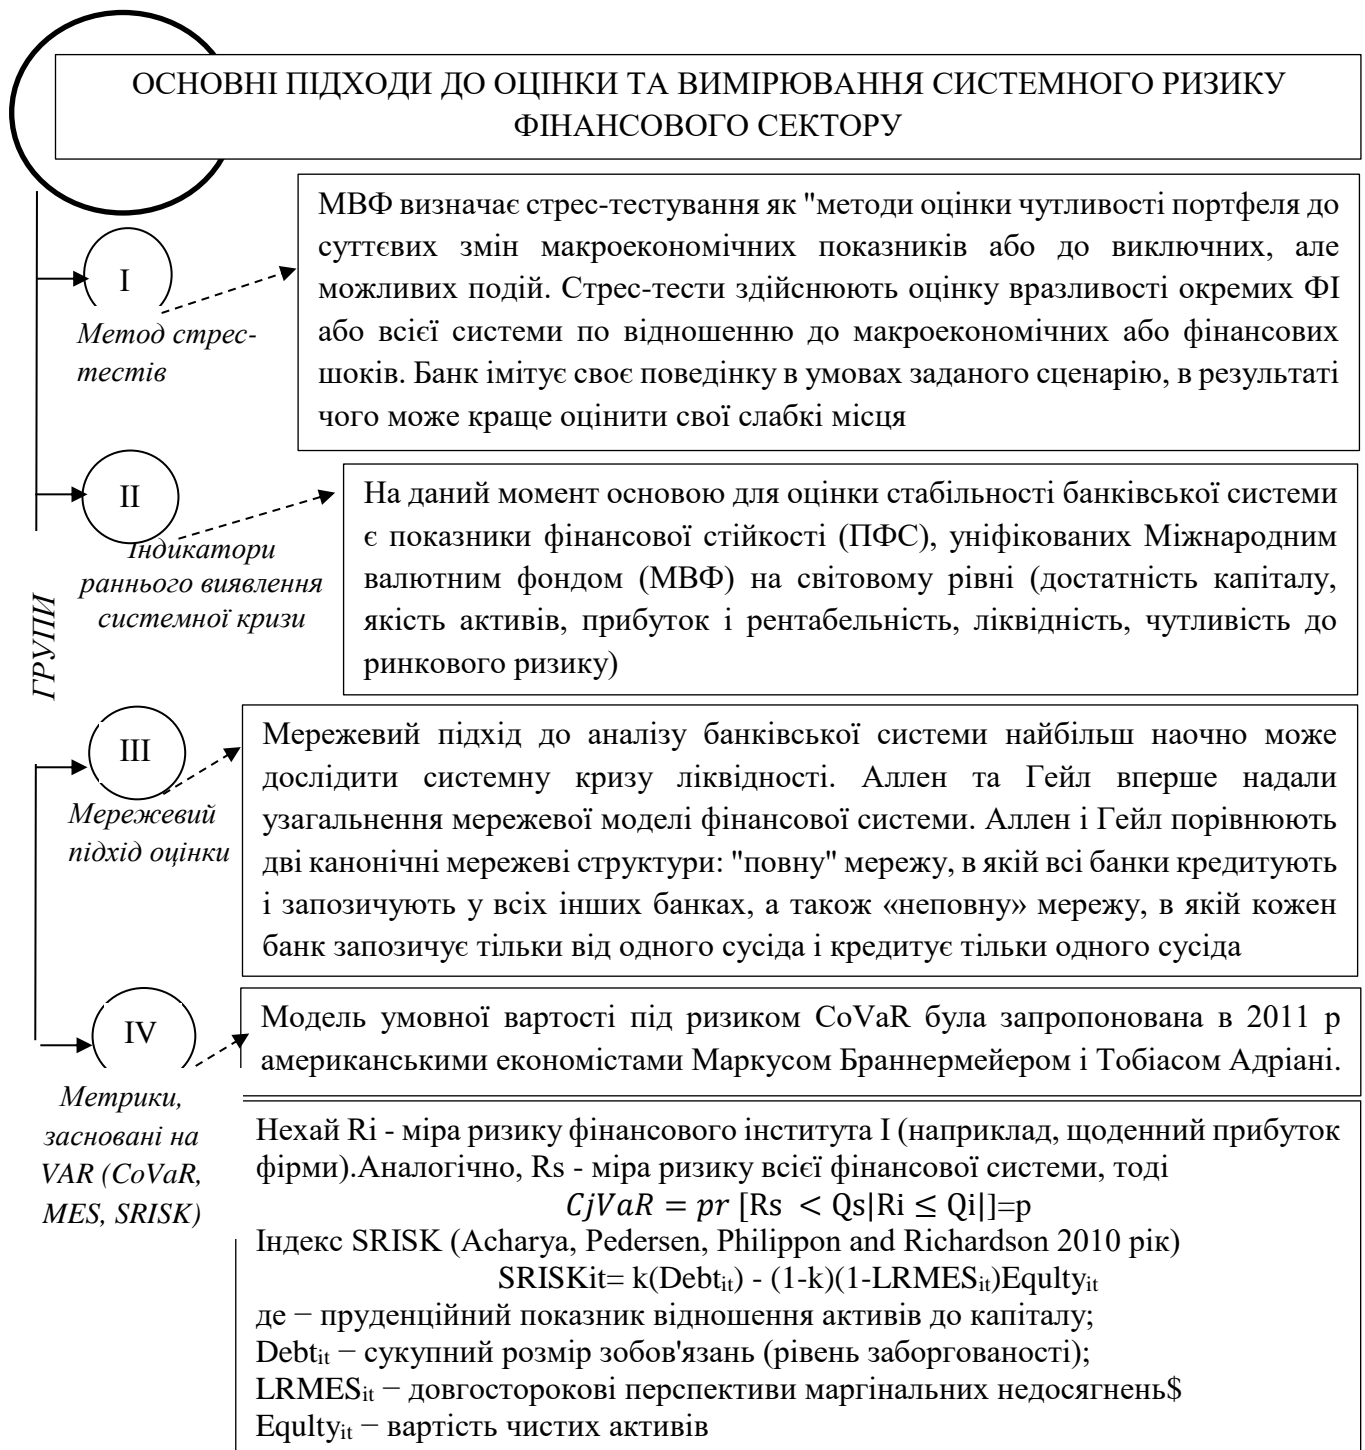 ОСНОВНІ ПІДХОДИ ДО ОЦІНКИ ТА ВИМІРЮВАННЯ СИСТЕМНОГО РИЗИКУ
ФІНАНСОВОГО СЕКТОРУ
ГРУПИ
I
Метод стрес-
тестів
МВФ визначає стрес-тестування як "методи оцінки чутливості портфеля до
суттєвих змін макроекономічних показників або до виключних, але
можливих подій. Стрес-тести здійснюють оцінку вразливості окремих ФІ
або всієї системи по відношенню до макроекономічних або фінансових
шоків. Банк імітує своє поведінку в умовах заданого сценарію, в результаті
чого може краще оцінити свої слабкі місця
II
Індикатори
раннього виявлення
системної кризи
На даний момент основою для оцінки стабільності банківської системи
є показники фінансової стійкості (ПФС), уніфікованих Міжнародним
валютним фондом (МВФ) на світовому рівні (достатність капіталу,
якість активів, прибуток і рентабельність, ліквідність, чутливість до
ринкового ризику)
III
Мережевий
підхід оцінки
Мережевий підхід до аналізу банківської системи найбільш наочно може
дослідити системну кризу ліквідності. Аллен та Гейл вперше надали
узагальнення мережевої моделі фінансової системи. Аллен і Гейл порівнюють
дві канонічні мережеві структури: "повну" мережу, в якій всі банки кредитують
і запозичують у всіх інших банках, а також «неповну» мережу, в якій кожен
банк запозичує тільки від одного сусіда і кредитує тільки одного сусіда
IV
Метрики,
засновані на
VAR (CoVaR,
MES, SRISK)
Модель умовної вартості під ризиком CoVaR була запропонована в 2011 р
американськими економістами Маркусом Браннермейером і Тобіасом Адріані.
Нехай Ri - міра ризику фінансового інститута I (наприклад, щоденний прибуток
фірми).Аналогічно, Rs - міра ризику всієї фінансової системи, тоді
CjVaR = pr [Rs < Qs|Ri ≤ Qi|]=p
Індекс SRISK (Acharya, Pedersen, Philippon and Richardson 2010 рік)
SRISKit= k(Debtit) - (1-k)(1-LRMESit)Equltyit
де − пруденційний показник відношення активів до капіталу;
Debtit − сукупний розмір зобов'язань (рівень заборгованості);
LRMESit − довгосторокові перспективи маргінальних недосягнень$
Equltyit − вартість чистих активів